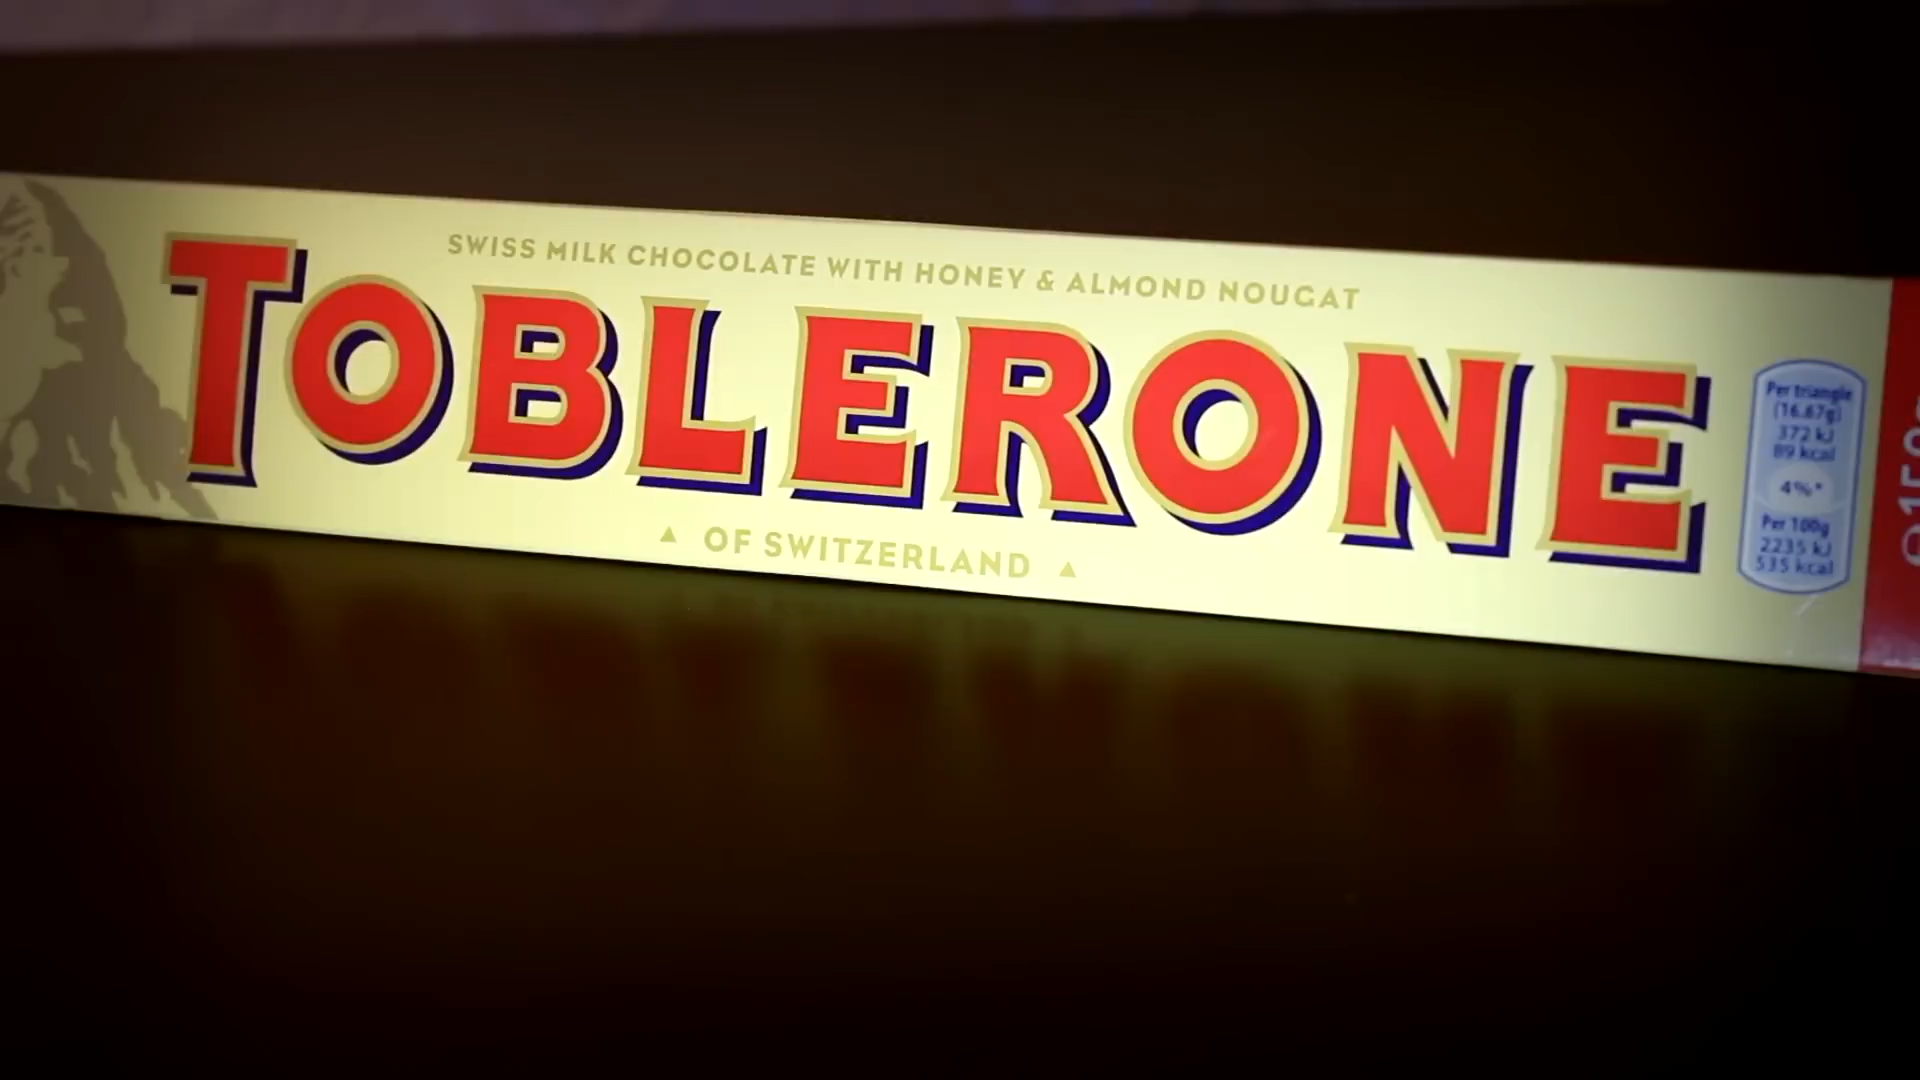 SWISS MILK CHOCOLATE WITH HONEY & ALMOND NOUGAT
TOBLERONE
OF SWITZERLAND
Per triangle
(16.67g)
372 kJ
89 kcal
4%*
Per 100g
2235 kJ
535 kcal